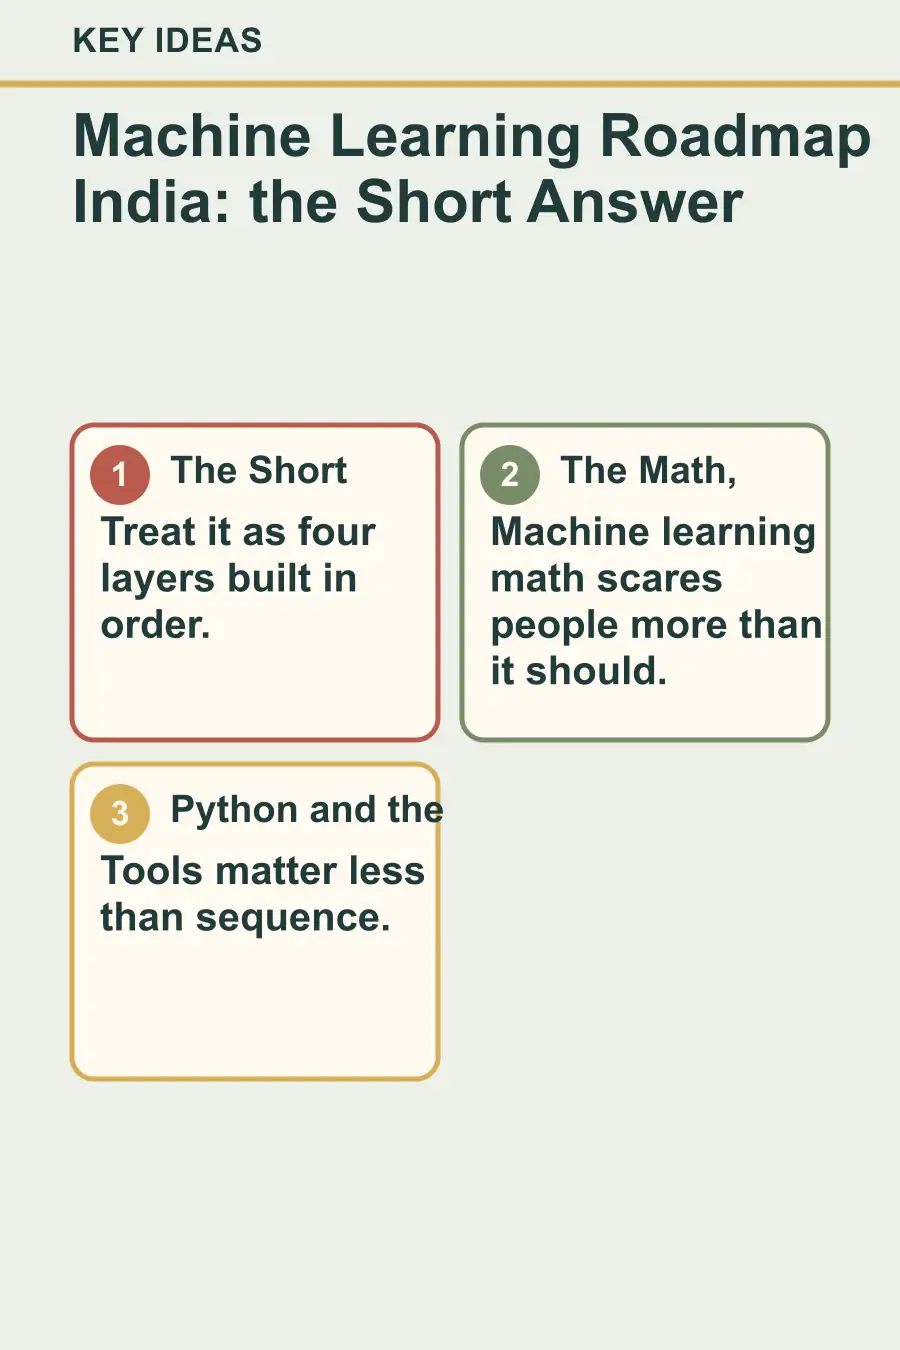 KEY IDEAS
Machine Learning Roadmap
India: the Short Answer
1 The Short
Treat it as four
layers built in
order.
2 The Math,
Machine learning
math scares
people more than
it should.
3 Python and the
Tools matter less
than sequence.